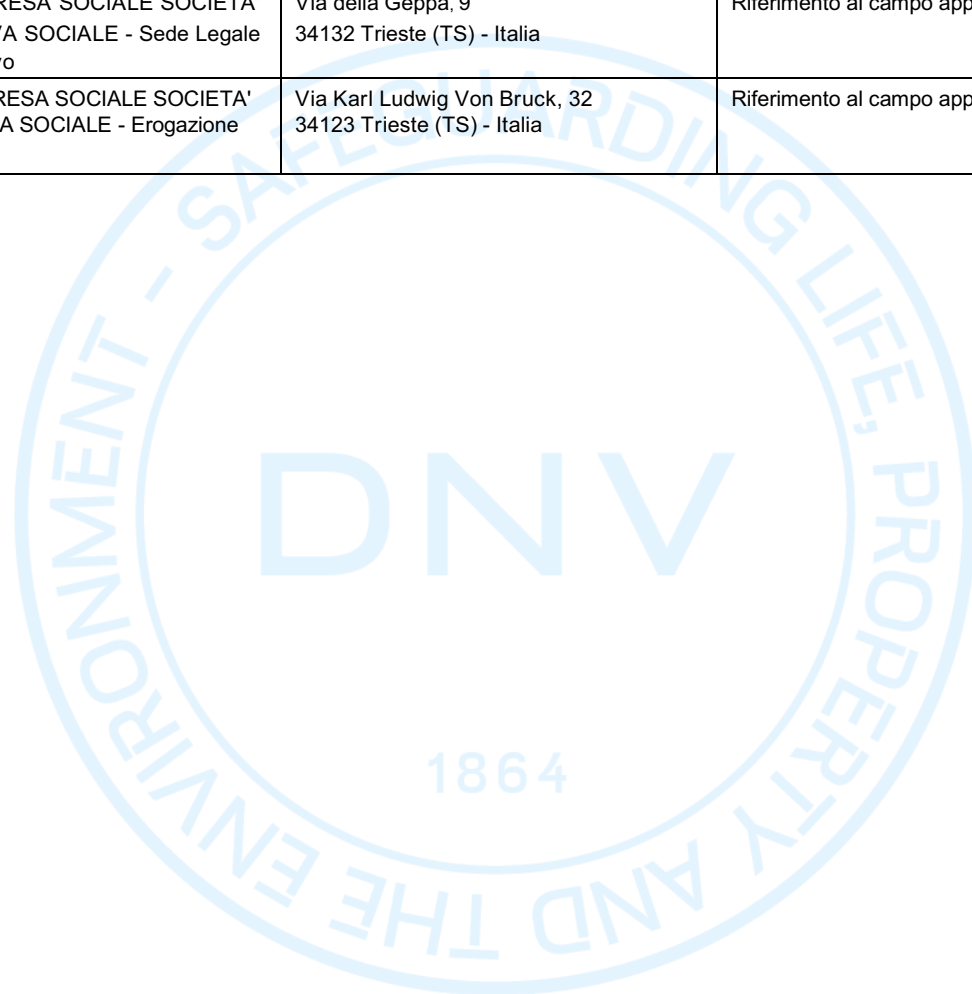 RESA SOCIALE SOCIETA'
Via della Geppa, 9
Riferimento al campo app
A SOCIALE - Sede Legale
34132 Trieste (TS) - Italia
vo
RESA SOCIALE SOCIETA'
Via Karl Ludwig Von Bruck, 32
Riferimento al campo app
A SOCIALE - Erogazione
34123 Trieste (TS) - Italia
SAFEGUARDING LIFE, PROPERTY AND THE ENVIRONMENT -
DNV
1864